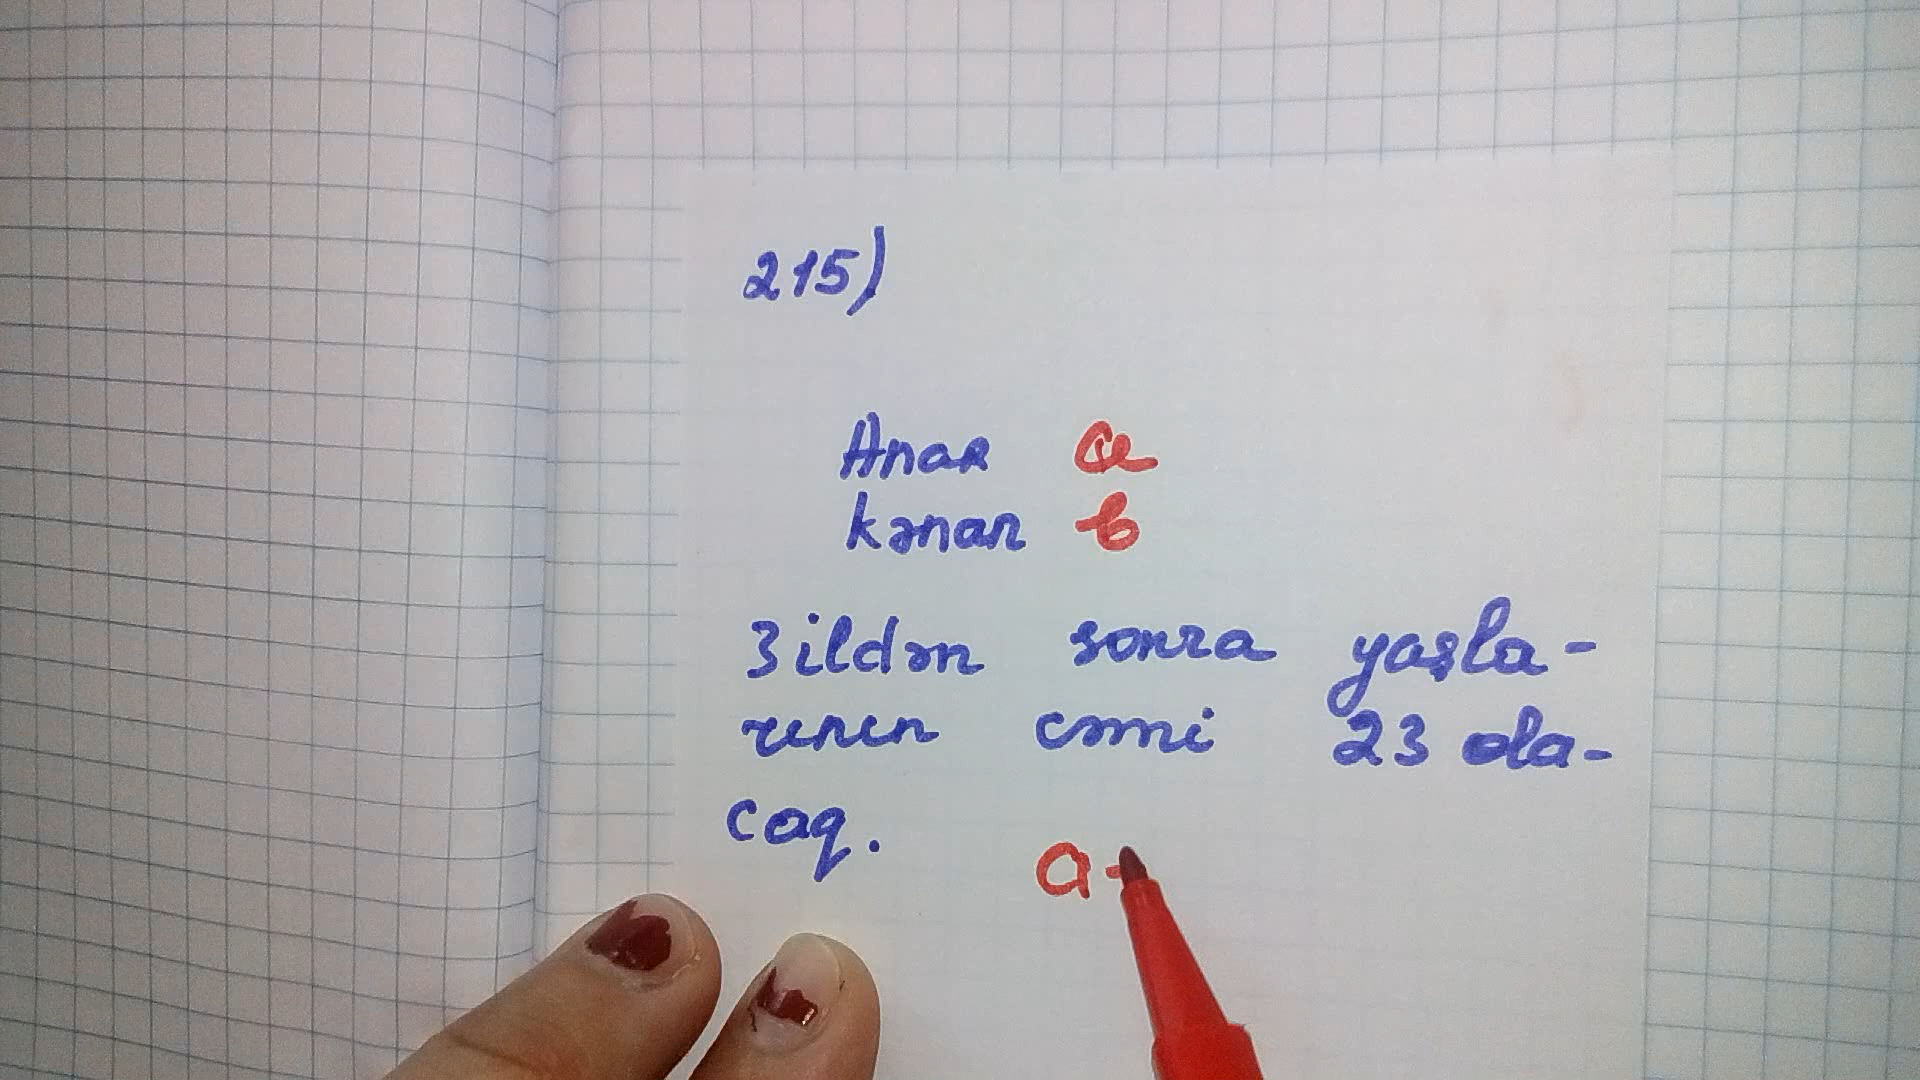 215)
Anar a
Kənan b
3 ildən sonra yaşla-
rının cəmi 23 ola-
caq.
a +